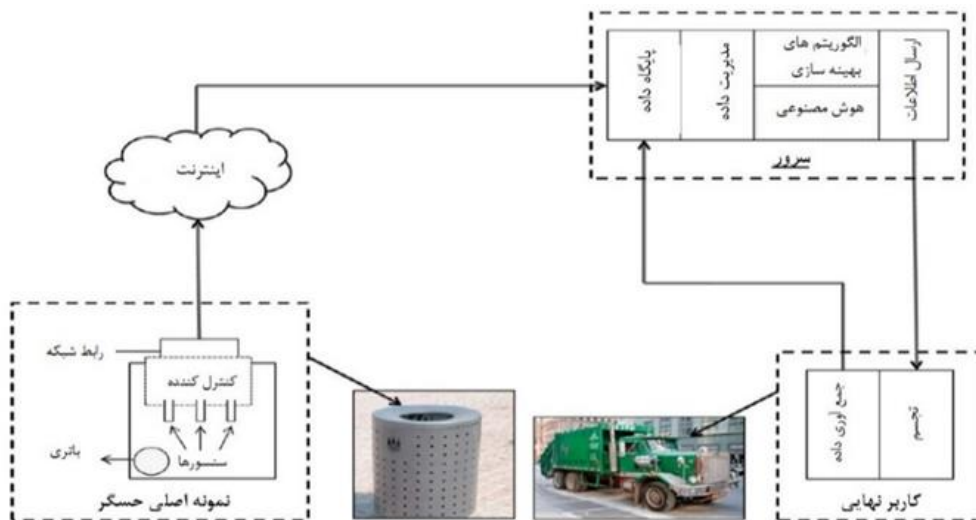 الگوریتم های
بهینه سازی
هوش مصنوعی
ارسال اطلاعات
مدیریت داده
پایگاه داده
سرور
اینترنت
رابط شبکه
کنترل کننده
سنسورها
باتری
نمونه اصلی حسگر
جمع آوری داده
تجسم
کاربر نهایی